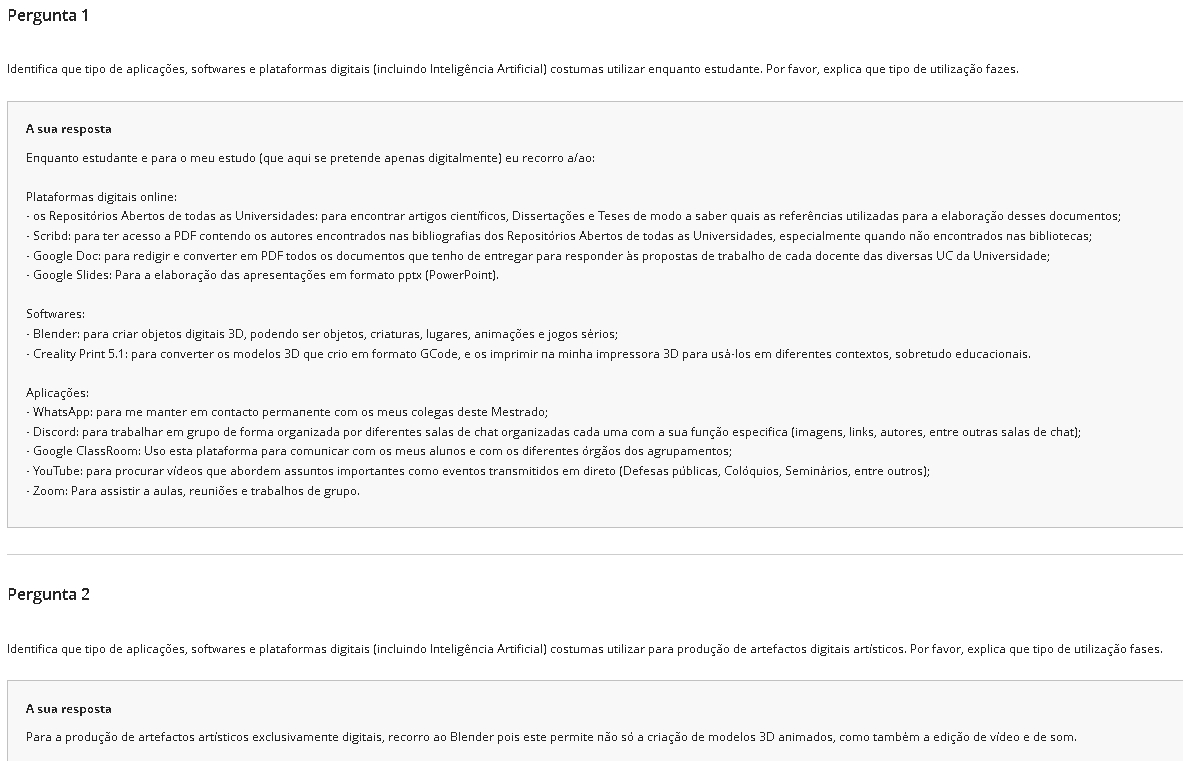 Pergunta 1
Identifica que tipo de aplicações, softwares e plataformas digitais (incluindo Inteligência Artificial) costumas utilizar enquanto estudante. Por favor, explica que tipo de utilização fazes.
A sua resposta
Enquanto estudante e para o meu estudo (que aqui se pretende apenas digitalmente) eu recorro a/ao:
Plataformas digitais online:
- os Repositórios Abertos de todas as Universidades: para encontrar artigos científicos, Dissertações e Teses de modo a saber quais as referências utilizadas para a elaboração desses documentos;
- Scribd: para ter acesso a PDF contendo os autores encontrados nas bibliografias dos Repositórios Abertos de todas as Universidades, especialmente quando não encontrados nas bibliotecas;
- Google Doc: para redigir e converter em PDF todos os documentos que tenho de entregar para responder às propostas de trabalho de cada docente das diversas UC da Universidade;
- Google Slides: Para a elaboração das apresentações em formato pptx (PowerPoint).
Softwares:
- Blender: para criar objetos digitais 3D, podendo ser objetos, criaturas, lugares, animações e jogos sérios;
- Creality Print 5.1: para converter os modelos 3D que crio em formato GCode, e os imprimir na minha impressora 3D para usá-los em diferentes contextos, sobretudo educacionais.
Aplicações:
- WhatsApp: para me manter em contacto permanente com os meus colegas deste Mestrado;
- Discord: para trabalhar em grupo de forma organizada por diferentes salas de chat organizadas cada uma com a sua função especifica (imagens, links, autores, entre outras salas de chat);
- Google ClassRoom: Uso esta plataforma para comunicar com os meus alunos e com os diferentes órgãos dos agrupamentos;
- YouTube: para procurar vídeos que abordem assuntos importantes como eventos transmitidos em direto (Defesas públicas, Colóquios, Seminários, entre outros);
- Zoom: Para assistir a aulas, reuniões e trabalhos de grupo.
Pergunta 2
Identifica que tipo de aplicações, softwares e plataformas digitais (incluindo Inteligência Artificial) costumas utilizar para produção de artefactos digitais artísticos. Por favor, explica que tipo de utilização fases.
A sua resposta
Para a produção de artefactos artísticos exclusivamente digitais, recorro ao Blender pois este permite não só a criação de modelos 3D animados, como também a edição de vídeo e de som.